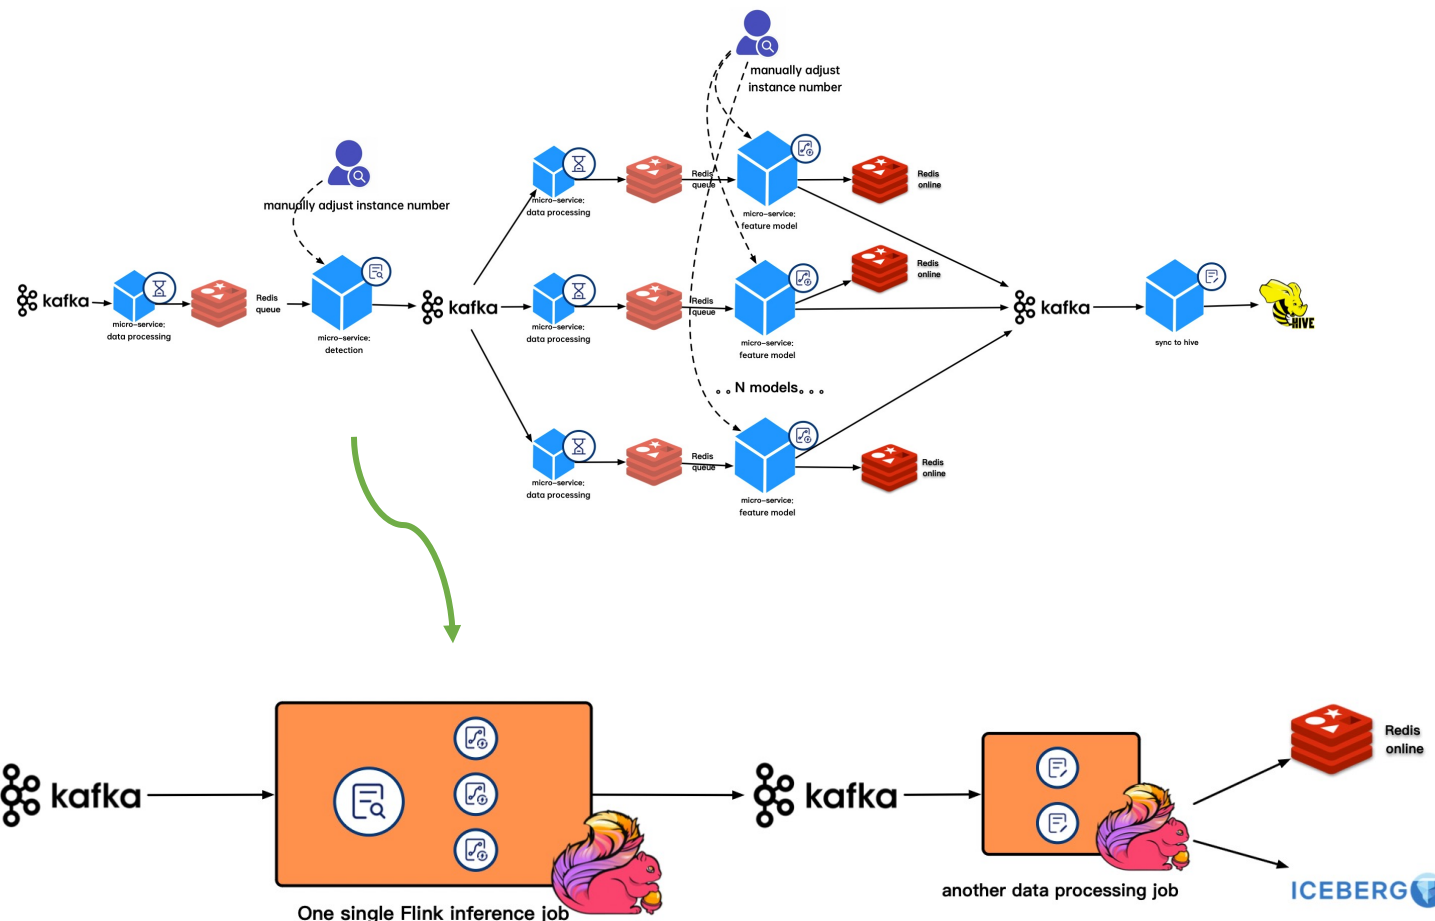 manually adjust
instance number
manually adjust instance number
kafka
micro-service:
data processing
Redis
queue
micro-service:
detection
kafka
micro-service:
data processing
Redis
queue
micro-service:
feature model
Redis
online
micro-service:
data processing
Redis
queue
micro-service:
feature model
Redis
online
. . N models. . .
micro-service:
data processing
Redis
queue
micro-service:
feature model
Redis
online
kafka
sync to hive
HIVE
kafka
One single Flink inference job
kafka
another data processing job
Redis
online
ICEBERG